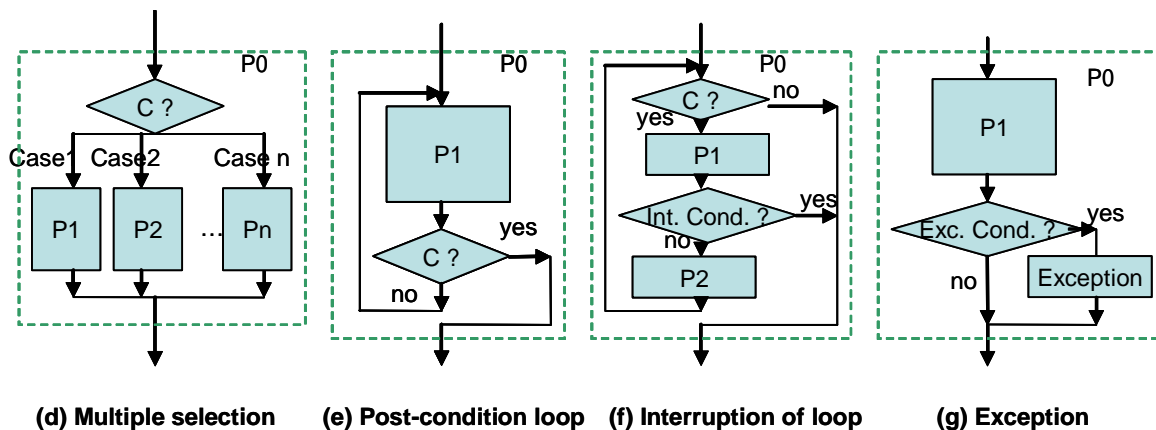 P0
C ?
Case1
Case2
Case n
P1
P2
...
Pn
(d) Multiple selection
P0
P1
yes
C ?
no
(e) Post-condition loop
P0
C ?
no
yes
P1
Int. Cond. ?
yes
no
P2
(f) Interruption of loop
P0
P1
Exc. Cond. ?
yes
no
Exception
(g) Exception